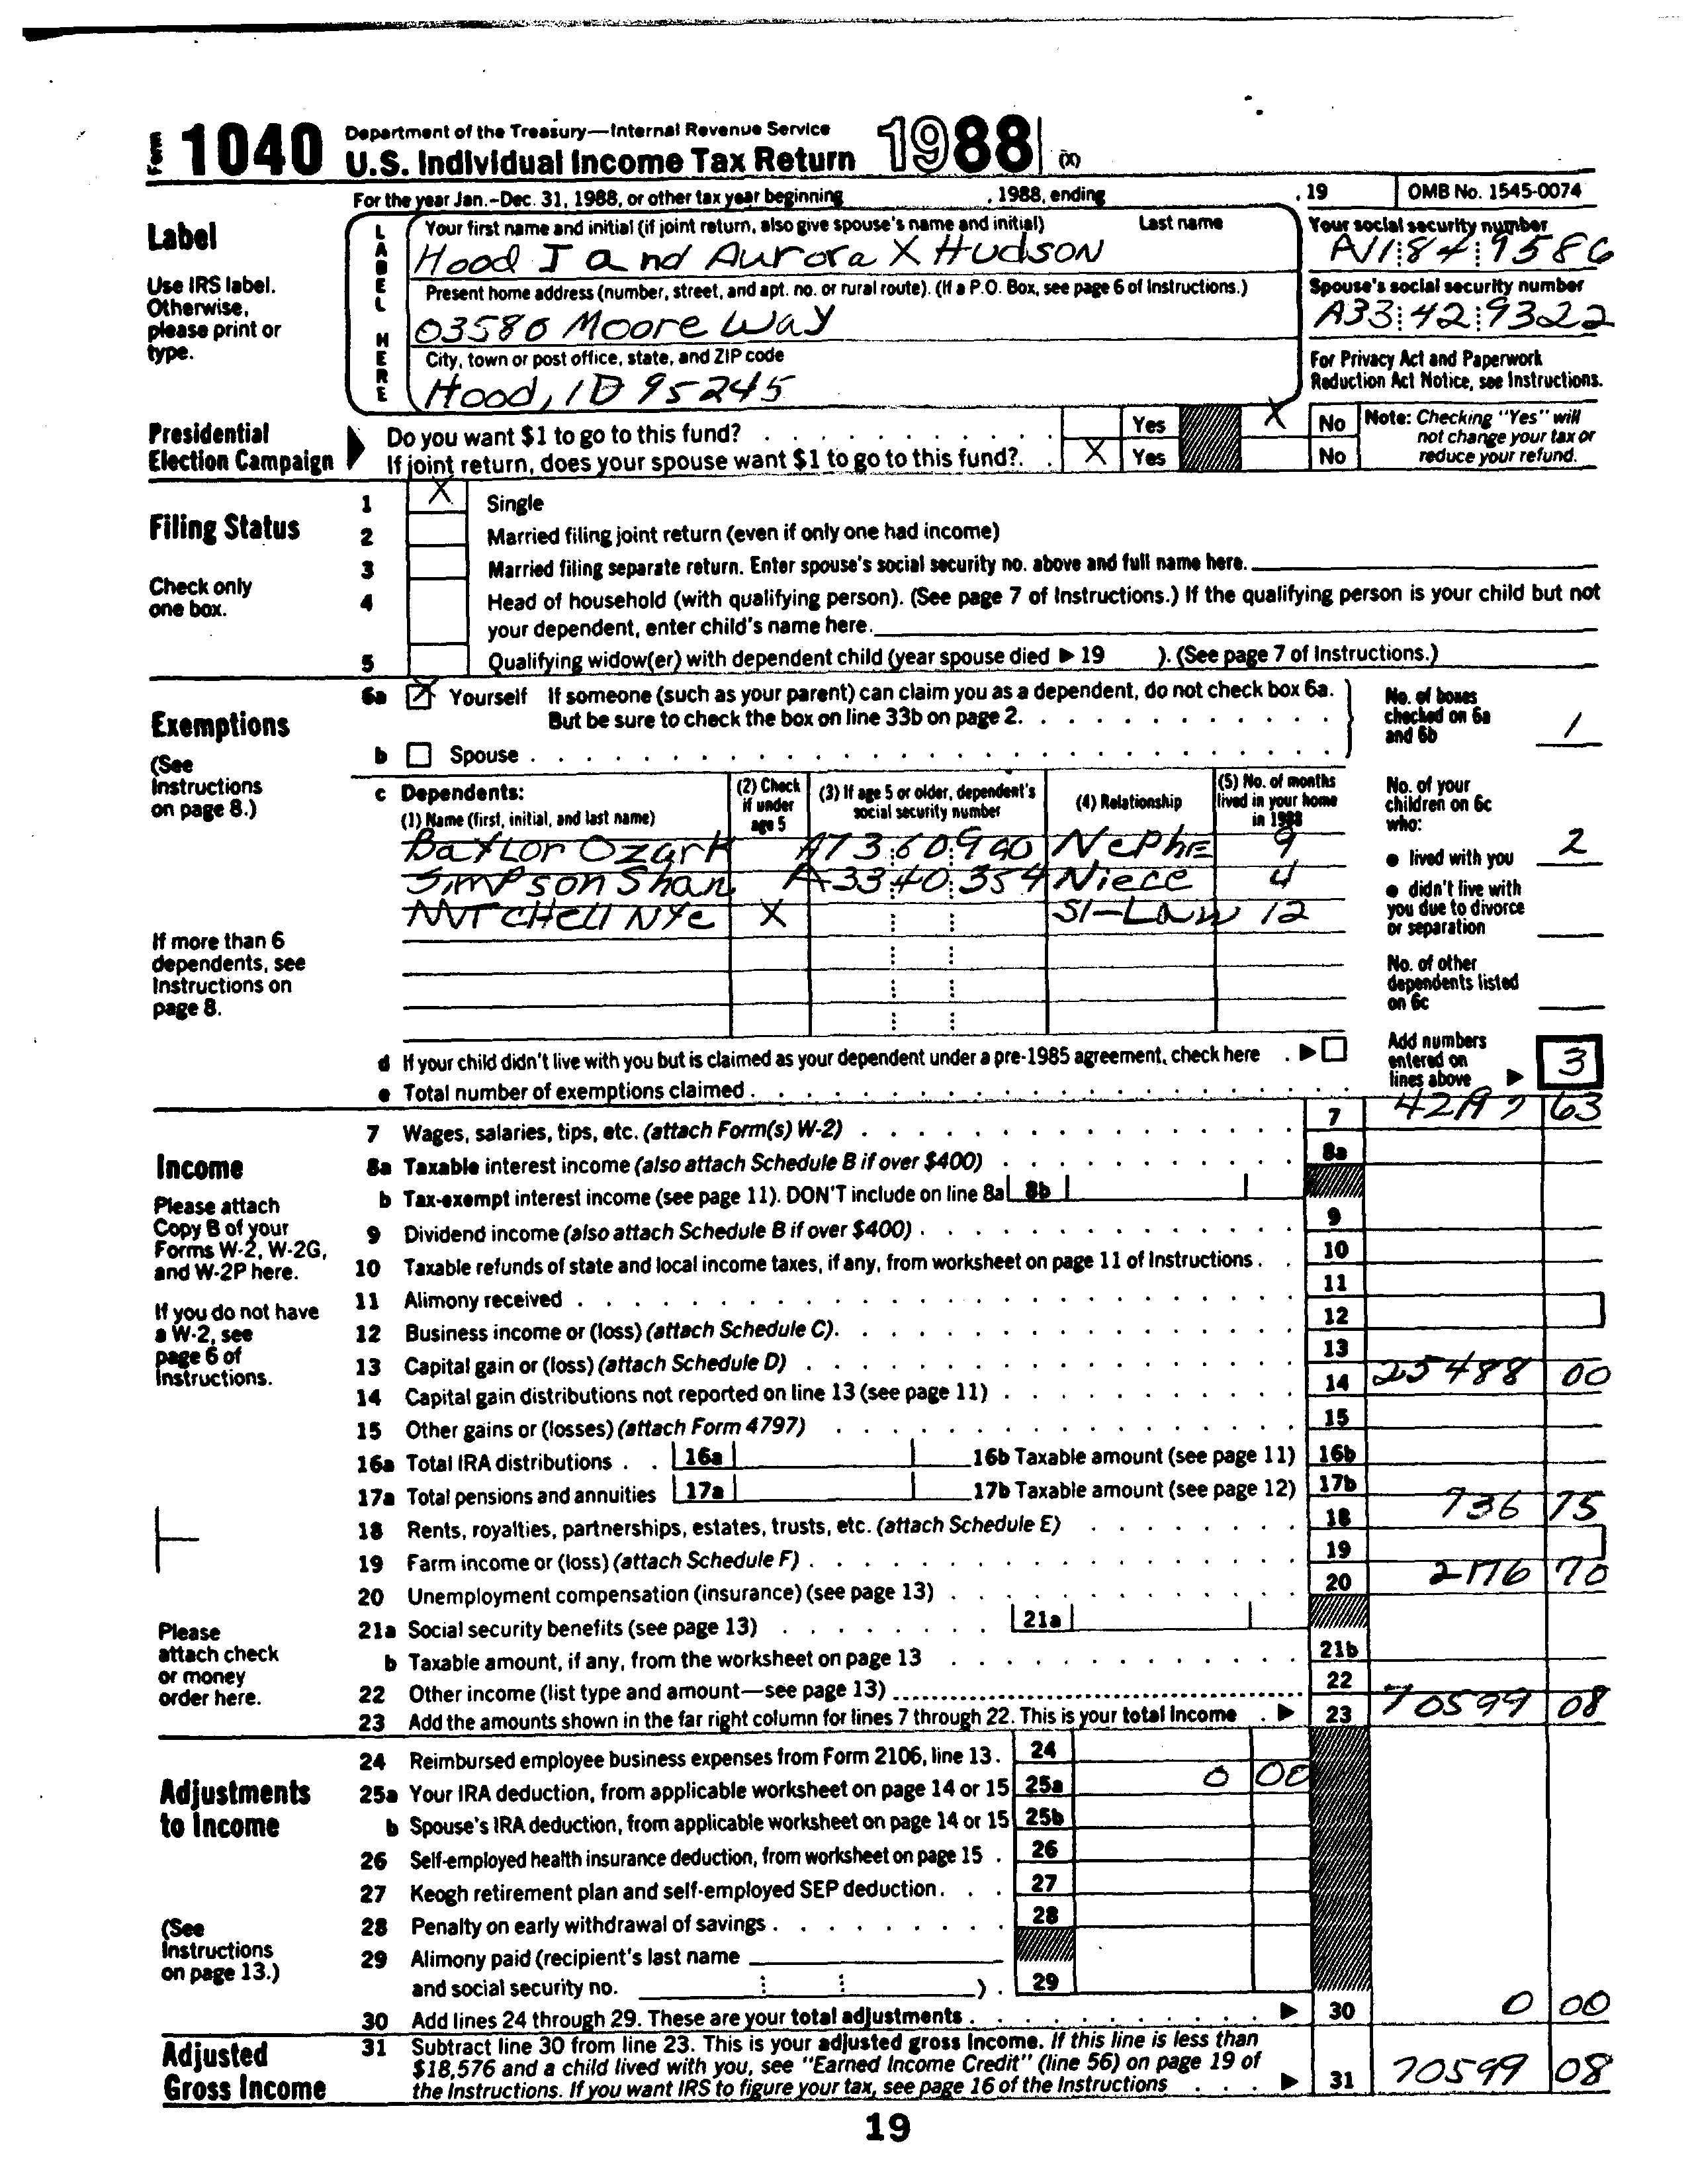 Form 1040 Department of the Treasury—Internal Revenue Service
U.S. Individual Income Tax Return 1988 (X)
For the year Jan.–Dec. 31, 1988, or other tax year beginning , 1988, ending , 19 OMB No. 1545-0074
Label
Use IRS label. Otherwise, please print or type.
LABEL HERE
Your first name and initial (if joint return, also give spouse's name and initial) Last name
Hood J and Aurora X Hudson
Your social security number
Present home address (number, street, and apt. no. or rural route). (If a P.O. Box, see page 6 of Instructions.)
03580 Moore Way
Spouse's social security number
A33 42 9322
City, town or post office, state, and ZIP code
Hood, ID 95245
For Privacy Act and Paperwork Reduction Act Notice, see Instructions.
Presidential Election Campaign
Do you want $1 to go to this fund? Yes X No
If joint return, does your spouse want $1 to go to this fund? X Yes No
Note: Checking "Yes" will not change your tax or reduce your refund.
Filing Status
Check only one box.
1 X Single
2 Married filing joint return (even if only one had income)
3 Married filing separate return. Enter spouse's social security no. above and full name here.
4 Head of household (with qualifying person). (See page 7 of Instructions.) If the qualifying person is your child but not
your dependent, enter child's name here.
5 Qualifying widow(er) with dependent child (year spouse died ▶ 19 ). (See page 7 of Instructions.)
Exemptions
(See Instructions on page 8.)
6a X Yourself If someone (such as your parent) can claim you as a dependent, do not check box 6a.
But be sure to check the box on line 33b on page 2.
b Spouse
No. of boxes checked on 6a and 6b 1
c Dependents:
(1) Name (first, initial, and last name)
(2) Check if under age 5
(3) If age 5 or older, dependent's social security number
(4) Relationship
(5) No. of months lived in your home in 1988
Baylor Ozark A73 60 940 Nephe 9
Simpson Shan A33 40 354 Niece 4
Mitchell Nye X SI-Law 12
If more than 6 dependents, see Instructions on page 8.
No. of your children on 6c who:
● lived with you 2
● didn't live with you due to divorce or separation
No. of other dependents listed on 6c
d If your child didn't live with you but is claimed as your dependent under a pre-1985 agreement, check here ▶
e Total number of exemptions claimed
Add numbers entered on lines above ▶ 3
Income
Please attach Copy B of your Forms W-2, W-2G, and W-2P here.
If you do not have a W-2, see page 6 of Instructions.
Please attach check or money order here.
7 Wages, salaries, tips, etc. (attach Form(s) W-2) 7 63
8a Taxable interest income (also attach Schedule B if over $400) 8a
b Tax-exempt interest income (see page 11). DON'T include on line 8a 8b
9 Dividend income (also attach Schedule B if over $400) 9
10 Taxable refunds of state and local income taxes, if any, from worksheet on page 11 of Instructions 10
11 Alimony received 11
12 Business income or (loss) (attach Schedule C) 12
13 Capital gain or (loss) (attach Schedule D) 13
14 Capital gain distributions not reported on line 13 (see page 11) 14 25488 00
15 Other gains or (losses) (attach Form 4797) 15
16a Total IRA distributions 16a 16b Taxable amount (see page 11) 16b
17a Total pensions and annuities 17a 17b Taxable amount (see page 12) 17b
18 Rents, royalties, partnerships, estates, trusts, etc. (attach Schedule E) 18 736 75
19 Farm income or (loss) (attach Schedule F) 19
20 Unemployment compensation (insurance) (see page 13) 20 2176 70
21a Social security benefits (see page 13) 21a
b Taxable amount, if any, from the worksheet on page 13 21b
22 Other income (list type and amount—see page 13) 22
23 Add the amounts shown in the far right column for lines 7 through 22. This is your total income ▶ 23 70599 08
Adjustments to Income
(See Instructions on page 13.)
24 Reimbursed employee business expenses from Form 2106, line 13. 24
25a Your IRA deduction, from applicable worksheet on page 14 or 15 25a 0 00
b Spouse's IRA deduction, from applicable worksheet on page 14 or 15 25b
26 Self-employed health insurance deduction, from worksheet on page 15 26
27 Keogh retirement plan and self-employed SEP deduction 27
28 Penalty on early withdrawal of savings 28
29 Alimony paid (recipient's last name
and social security no. ). 29
30 Add lines 24 through 29. These are your total adjustments ▶ 30 0 00
Adjusted Gross Income
31 Subtract line 30 from line 23. This is your adjusted gross income. If this line is less than
$18,576 and a child lived with you, see "Earned Income Credit" (line 56) on page 19 of
the Instructions. If you want IRS to figure your tax, see page 16 of the Instructions ▶ 31 70599 08
19